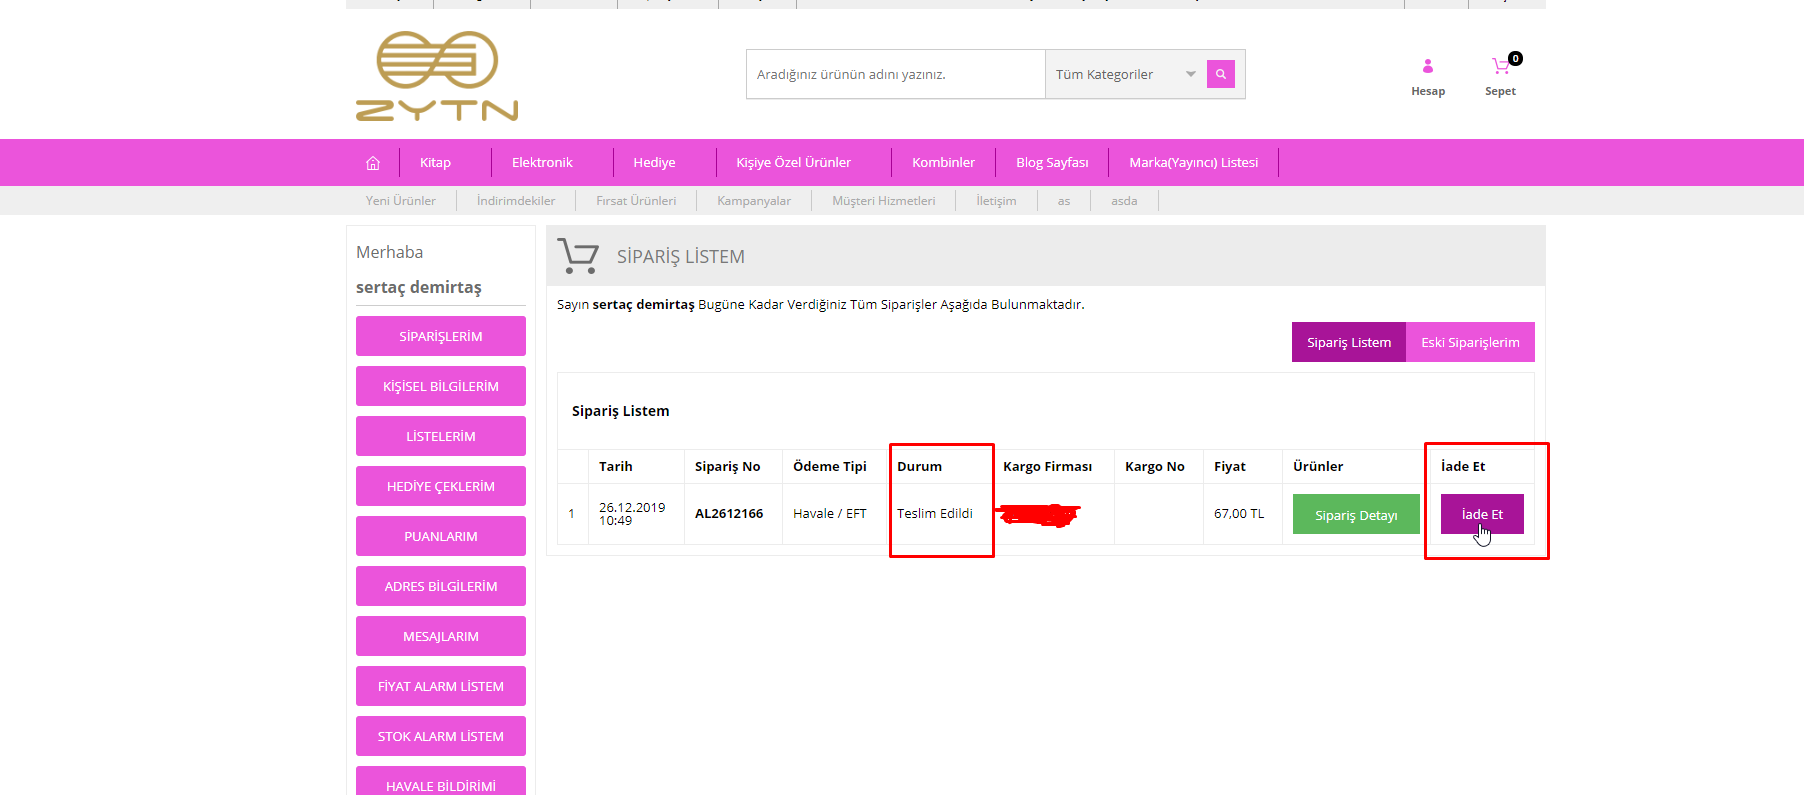 ZYTN
Aradığınız ürünün adını yazınız.
Tüm Kategoriler
0
Hesap
Sepet
Kitap
Elektronik
Hediye
Kişiye Özel Ürünler
Kombinler
Blog Sayfası
Marka(Yayıncı) Listesi
Yeni Ürünler
İndirimdekiler
Fırsat Ürünleri
Kampanyalar
Müşteri Hizmetleri
İletişim
as
asda
Merhaba
sertaç demirtaş
SİPARİŞLERİM
KİŞİSEL BİLGİLERİM
LİSTELERİM
HEDİYE ÇEKLERİM
PUANLARIM
ADRES BİLGİLERİM
MESAJLARIM
FİYAT ALARM LİSTEM
STOK ALARM LİSTEM
HAVALE BİLDİRİMİ
SİPARİŞ LİSTEM
Sayın sertaç demirtaş Bugüne Kadar Verdiğiniz Tüm Siparişler Aşağıda Bulunmaktadır.
Sipariş Listem
Eski Siparişlerim
Sipariş Listem
Tarih
Sipariş No
Ödeme Tipi
Durum
Kargo Firması
Kargo No
Fiyat
Ürünler
İade Et
1
26.12.2019
10:49
AL2612166
Havale / EFT
Teslim Edildi
67,00 TL
Sipariş Detayı
İade Et